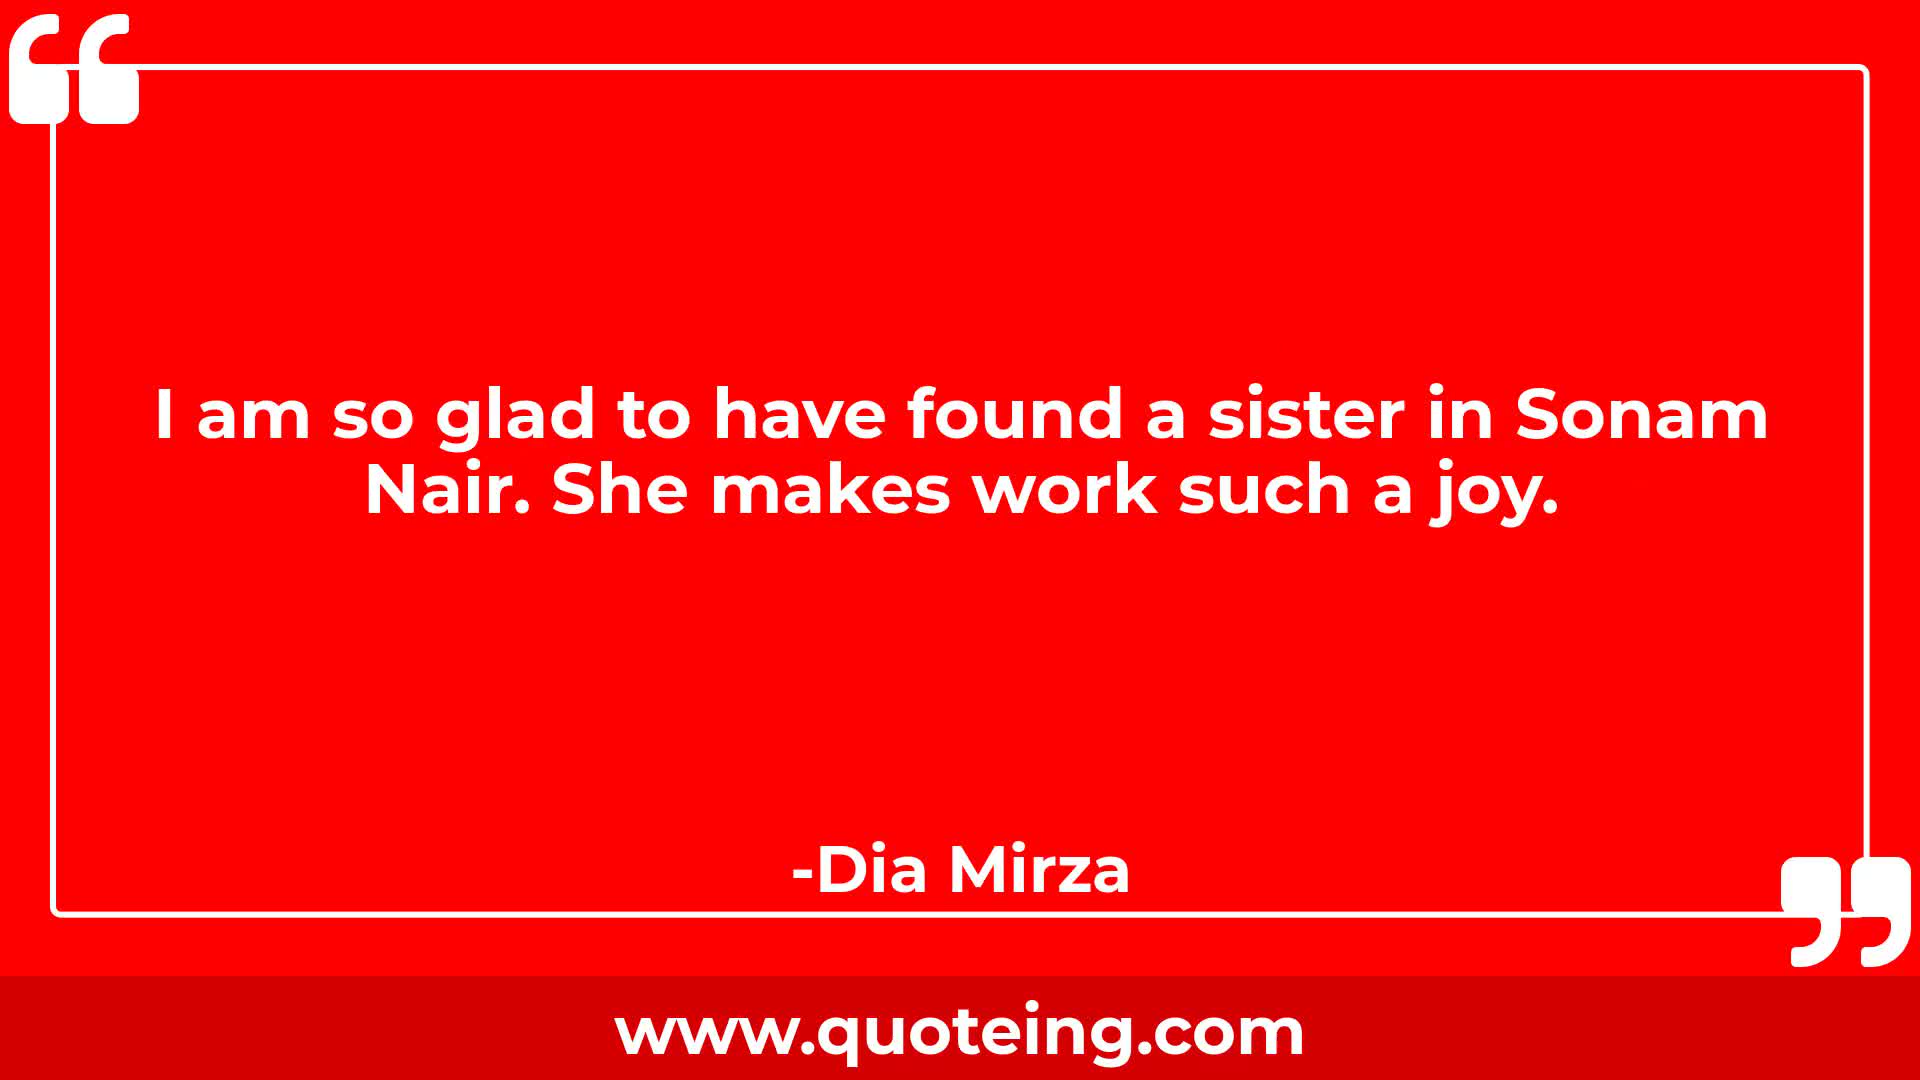 I am so glad to have found a sister in Sonam
Nair. She makes work such a joy.
-Dia Mirza
www.quoteing.com